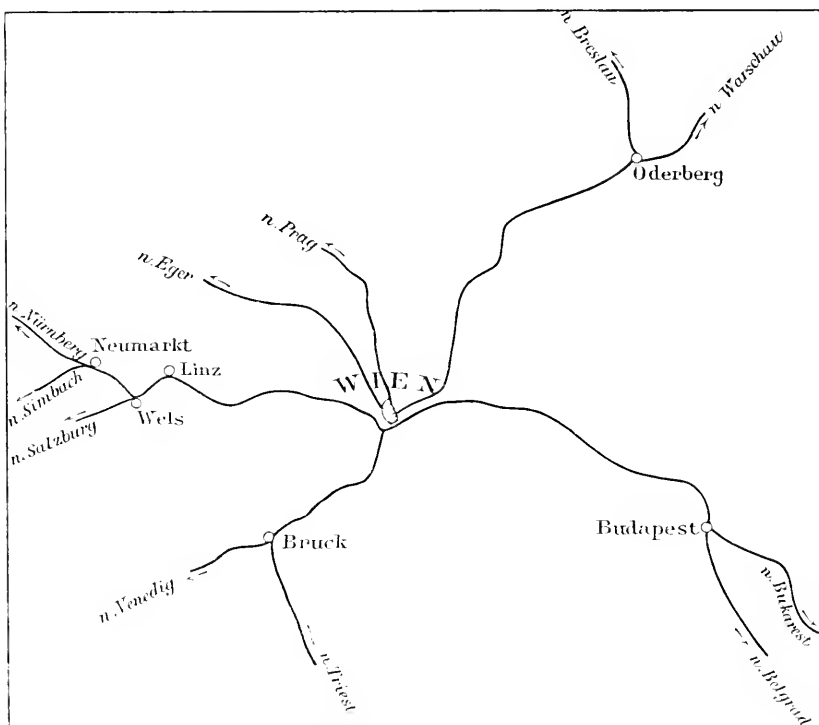 n. Breslau
n. Warschau
Oderberg
n. Prag
n. Eger
n. Nürnberg
Neumarkt
Linz
WIEN
n. Simbach
Wels
n. Salzburg
Budapest
Bruck
n. Venedig
n. Bukarest
n. Triest
n. Belgrad